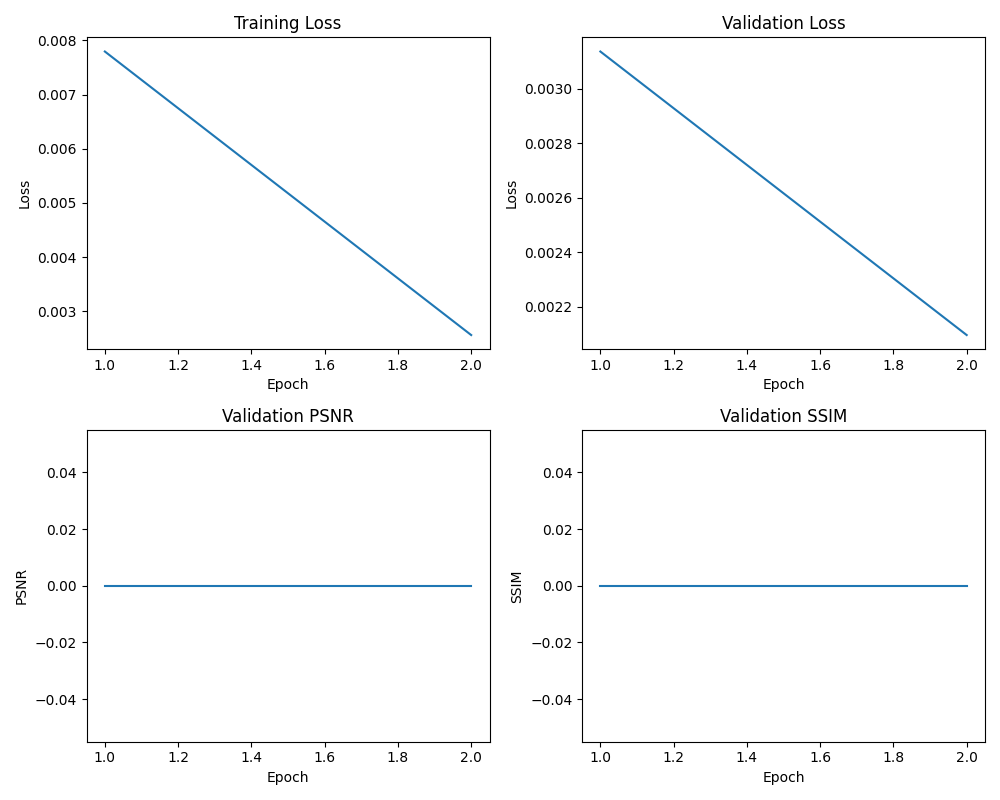 Training Loss
0.008
0.007
0.006
0.005
0.004
0.003
Loss
1.0 1.2 1.4 1.6 1.8 2.0
Epoch
Validation Loss
0.0030
0.0028
0.0026
0.0024
0.0022
Loss
1.0 1.2 1.4 1.6 1.8 2.0
Epoch
Validation PSNR
0.04
0.02
0.00
−0.02
−0.04
PSNR
1.0 1.2 1.4 1.6 1.8 2.0
Epoch
Validation SSIM
0.04
0.02
0.00
−0.02
−0.04
SSIM
1.0 1.2 1.4 1.6 1.8 2.0
Epoch